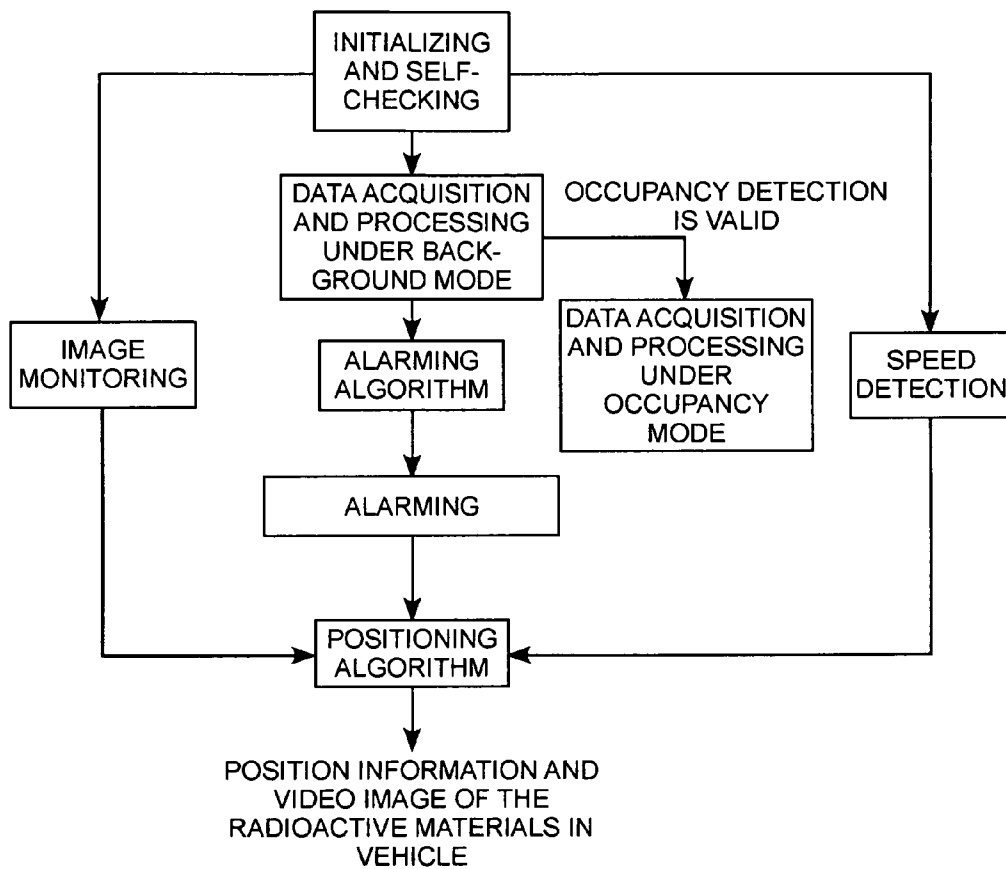 INITIALIZING
AND SELF-
CHECKING
DATA ACQUISITION
AND PROCESSING
UNDER BACK-
GROUND MODE
OCCUPANCY DETECTION
IS VALID
IMAGE
MONITORING
ALARMING
ALGORITHM
DATA ACQUISITION
AND PROCESSING
UNDER
OCCUPANCY
MODE
SPEED
DETECTION
ALARMING
POSITIONING
ALGORITHM
POSITION INFORMATION AND
VIDEO IMAGE OF THE
RADIOACTIVE MATERIALS IN
VEHICLE